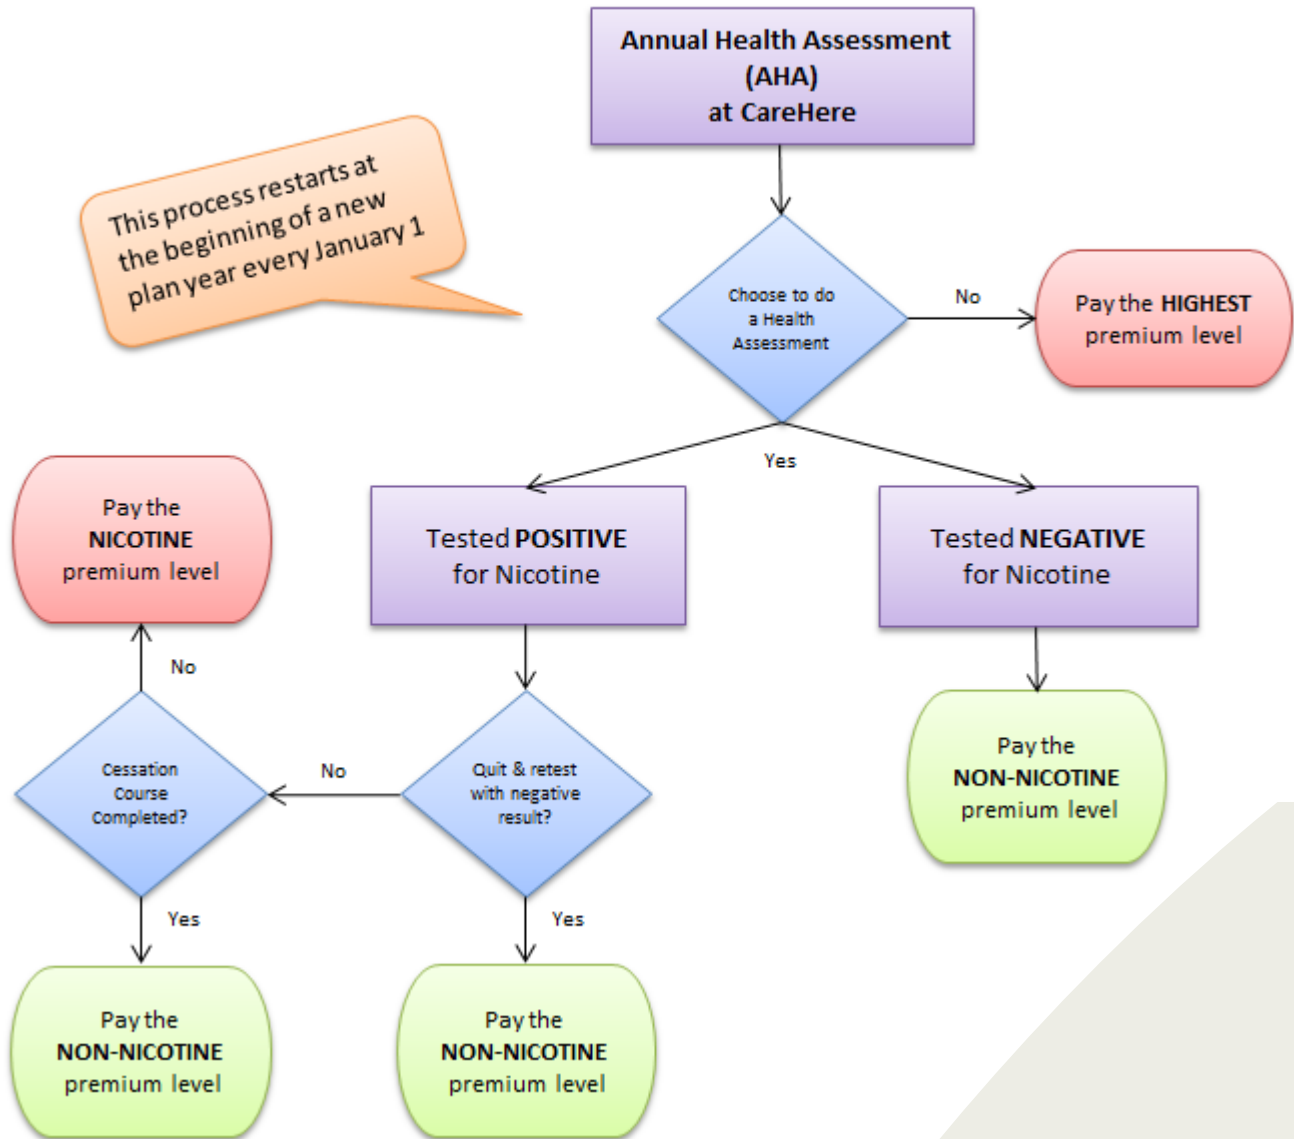 Annual Health Assessment
(AHA)
at CareHere
This process restarts at
the beginning of a new
plan year every January 1
Choose to do
a Health
Assessment
No
Pay the HIGHEST
premium level
Yes
Pay the
NICOTINE
premium level
Tested POSITIVE
for Nicotine
Tested NEGATIVE
for Nicotine
No
Cessation
Course
Completed?
No
Quit & retest
with negative
result?
Pay the
NON-NICOTINE
premium level
Yes
Yes
Pay the
NON-NICOTINE
premium level
Pay the
NON-NICOTINE
premium level